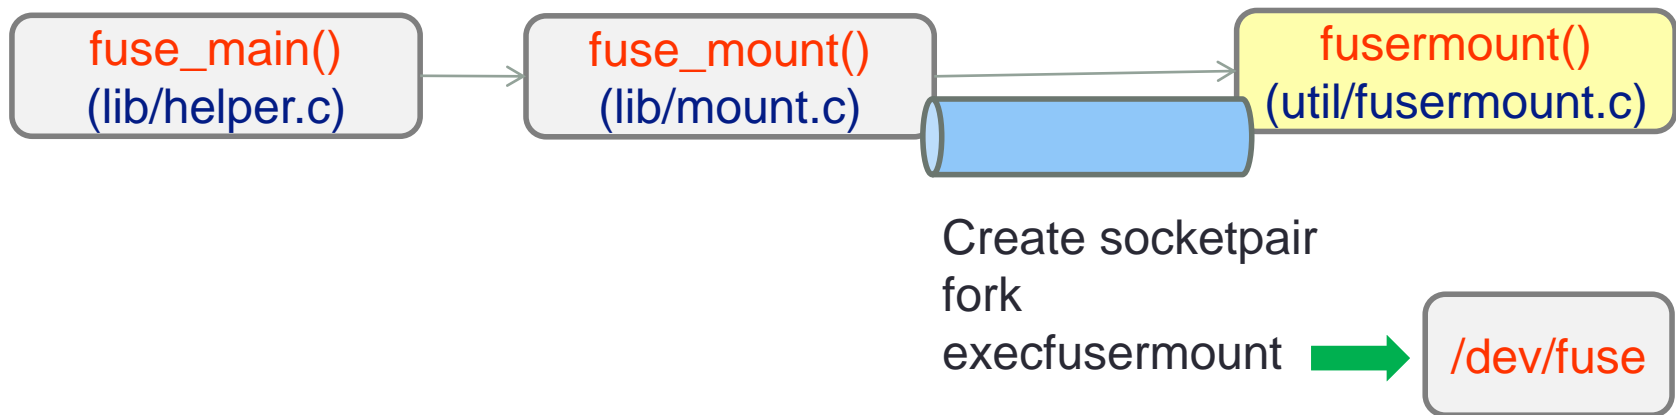 fuse_main()
(lib/helper.c)
fuse_mount()
(lib/mount.c)
fusermount()
(util/fusermount.c)
Create socketpair
fork
execfusermount
/dev/fuse